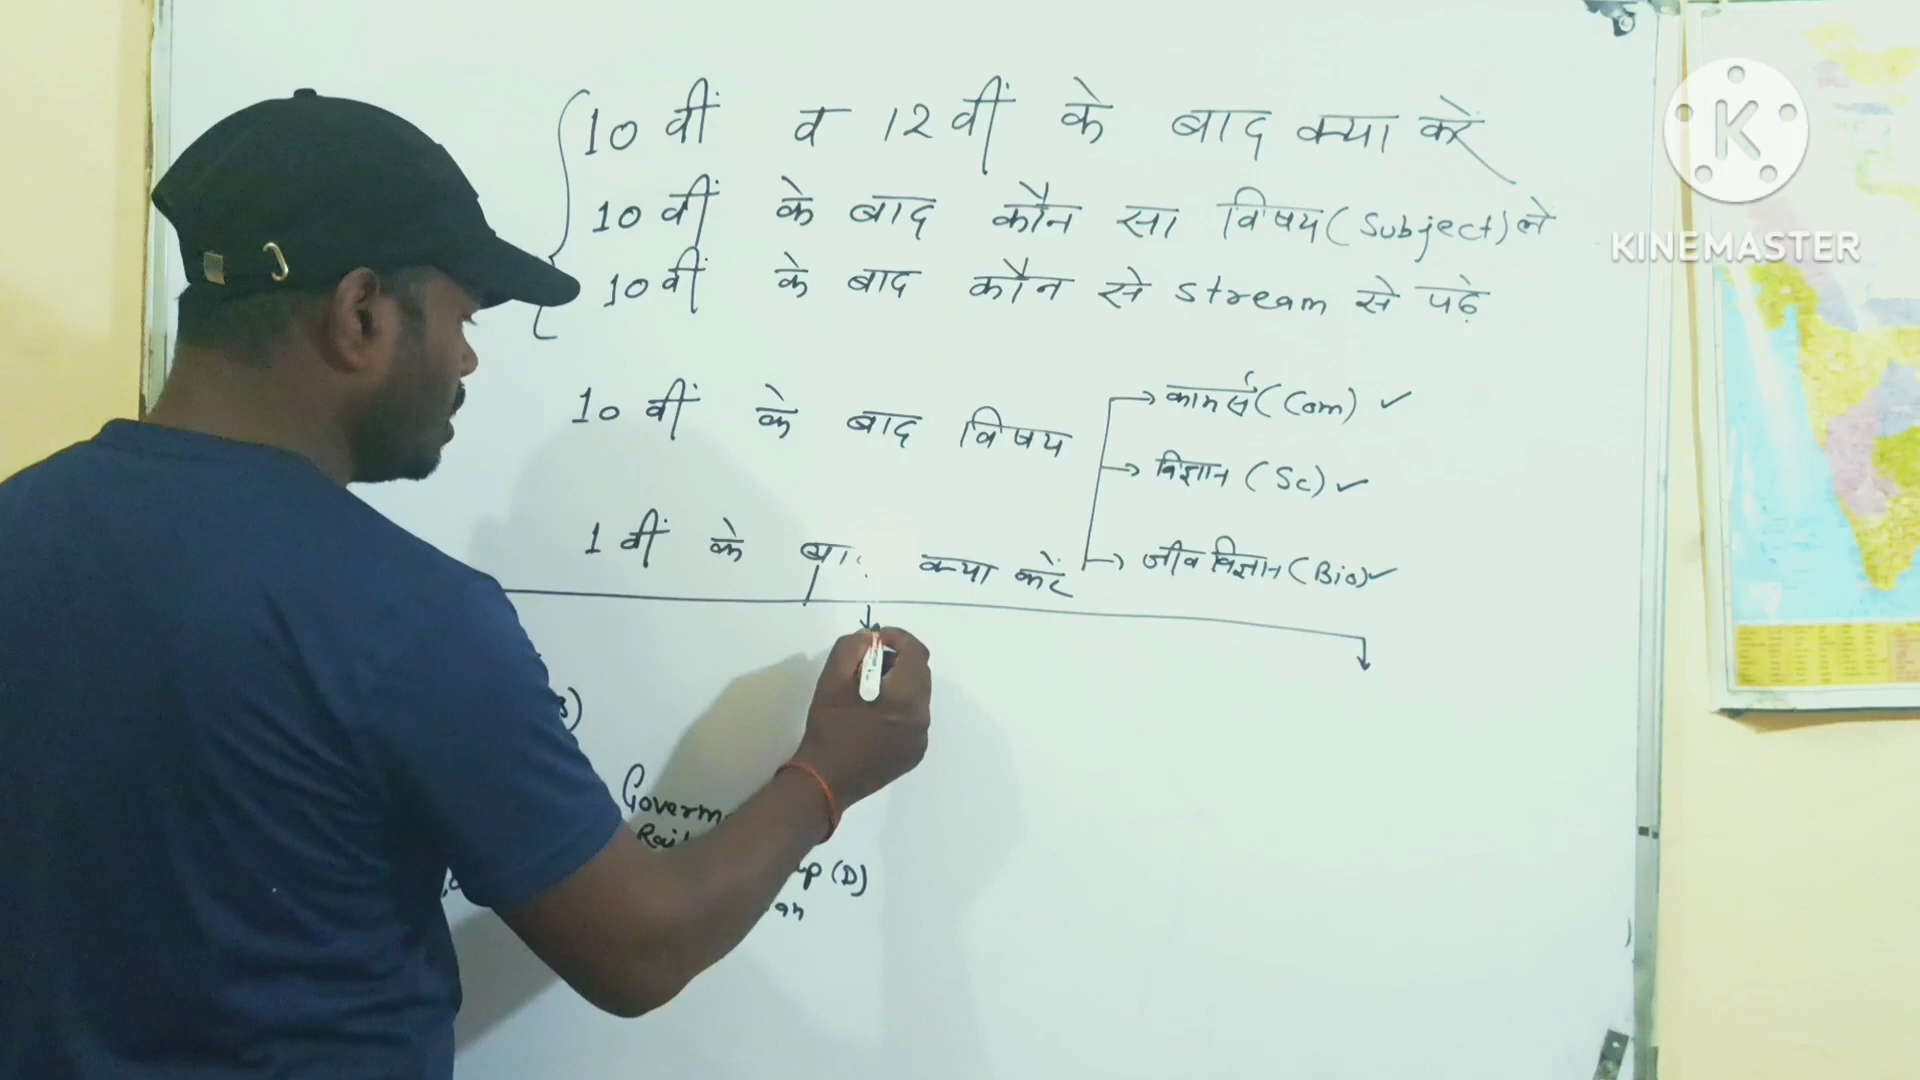 10 वीं व 12 वीं के बाद क्या करें
10 वीं के बाद कौन सा विषय (Subject) ले
10 वीं के बाद कौन से stream से पढ़े
10 वीं के बाद विषय
→ कामर्स (Com) ✓
→ विज्ञान (Sc) ✓
→ जीव विज्ञान (Bio) ✓
1 वीं के बा क्या करें
(D)
K
KINEMASTER